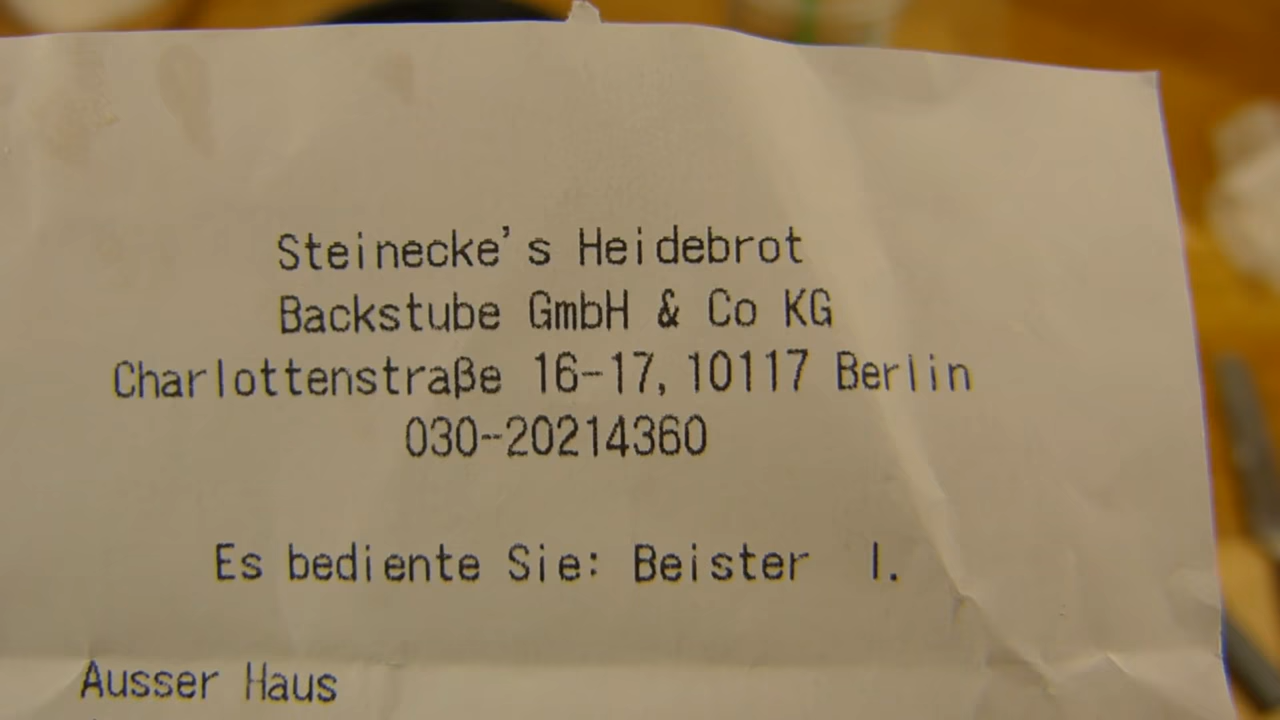 Steinecke's Heidebrot
Backstube GmbH & Co KG
Charlottenstraße 16-17, 10117 Berlin
030-20214360
Es bediente Sie: Beister I.
Ausser Haus